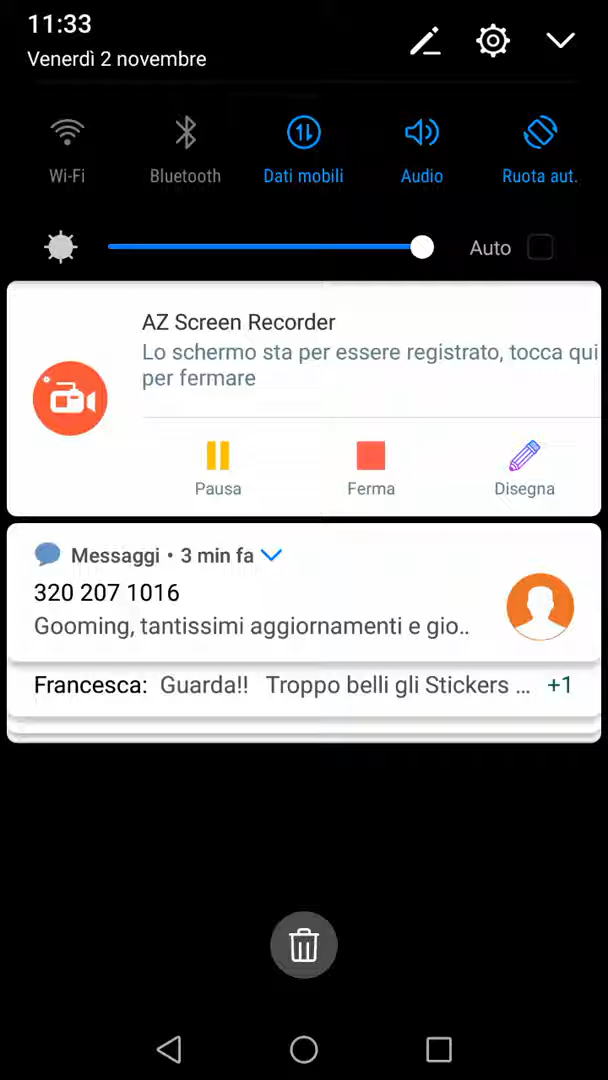 11:33
Venerdì 2 novembre
Wi-Fi
Bluetooth
Dati mobili
Audio
Ruota aut.
Auto
AZ Screen Recorder
Lo schermo sta per essere registrato, tocca qui
per fermare
Pausa
Ferma
Disegna
Messaggi • 3 min fa
320 207 1016
Gooming, tantissimi aggiornamenti e gio..
Francesca: Guarda!! Troppo belli gli Stickers ... +1